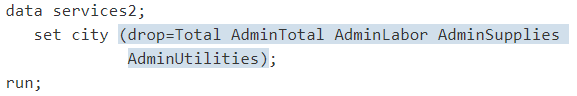 data services2;
set city (drop=Total AdminTotal AdminLabor AdminSupplies
AdminUtilities);
run;